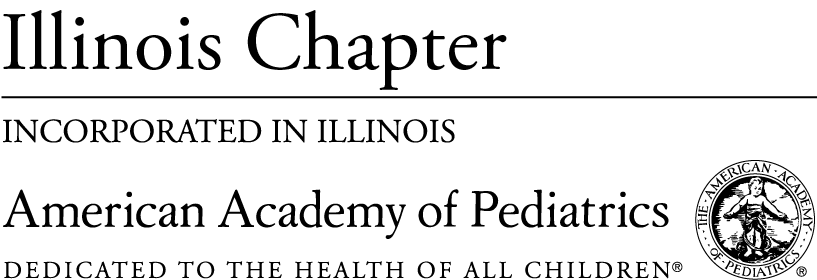 Illinois Chapter
INCORPORATED IN ILLINOIS
American Academy of Pediatrics
DEDICATED TO THE HEALTH OF ALL CHILDREN®
·THE·AMERICAN·ACADEMY·OF PEDIATRICS
®